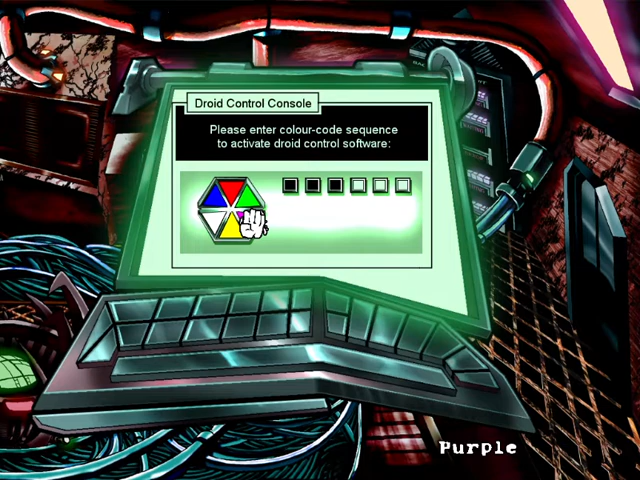 Droid Control Console
Please enter colour-code sequence
to activate droid control software:
Purple